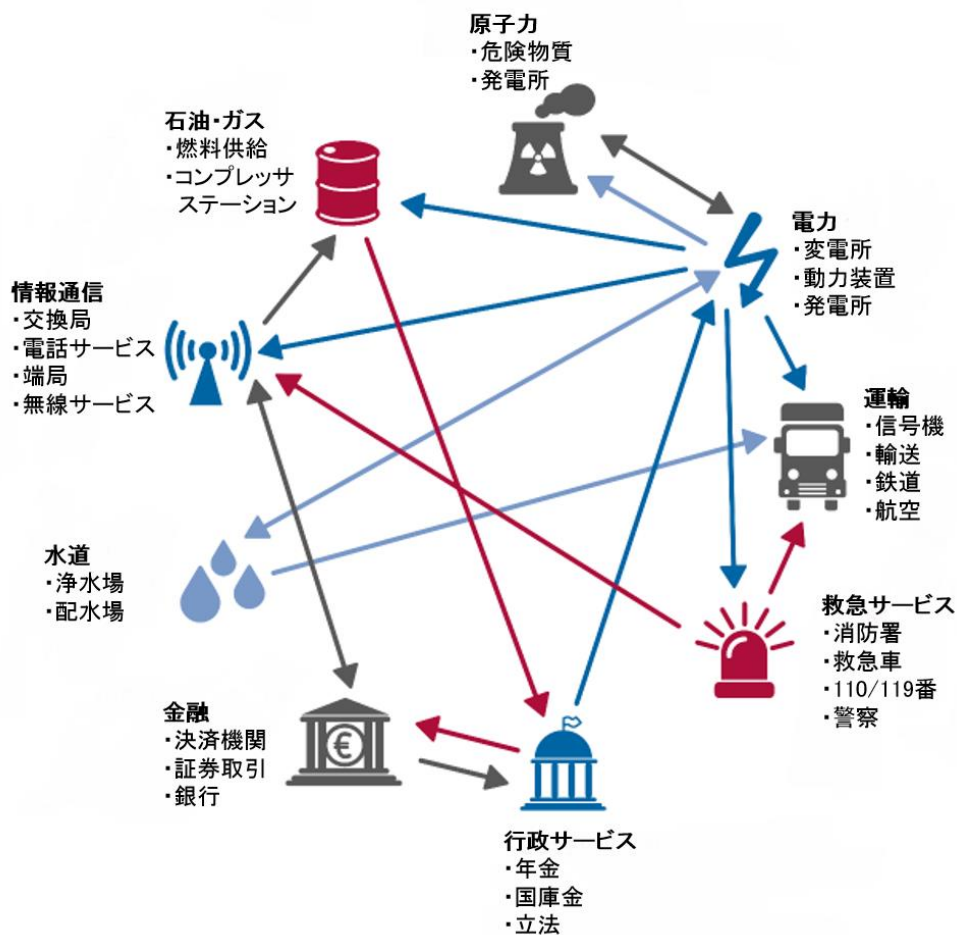 原子力
・危険物質
・発電所
石油・ガス
・燃料供給
・コンプレッサ
ステーション
電力
・変電所
・動力装置
・発電所
情報通信
・交換局
・電話サービス
・端局
・無線サービス
運輸
・信号機
・輸送
・鉄道
・航空
水道
・浄水場
・配水場
救急サービス
・消防署
・救急車
・110/119番
・警察
金融
・決済機関
・証券取引
・銀行
€
行政サービス
・年金
・国庫金
・立法